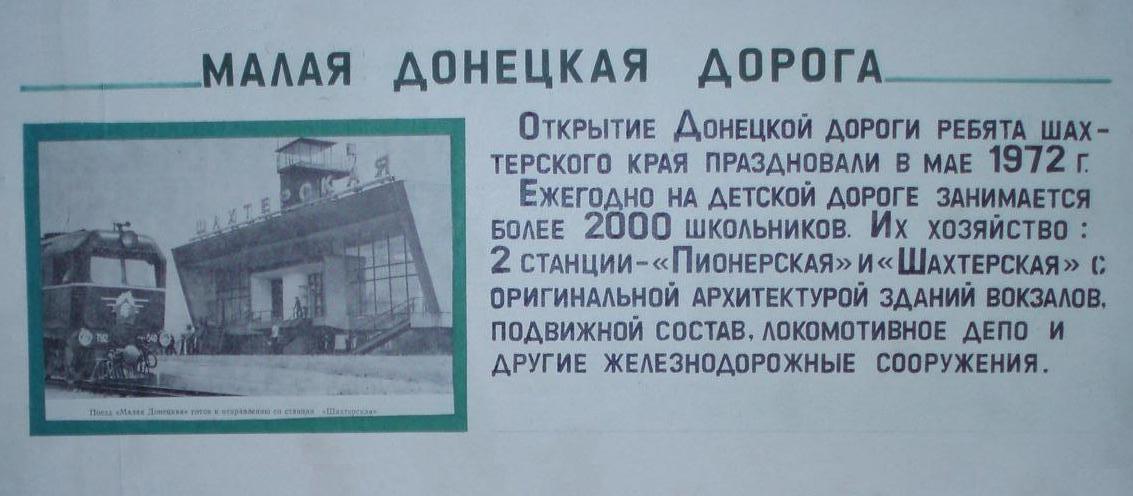 МАЛАЯ ДОНЕЦКАЯ ДОРОГА
ОТКРЫТИЕ ДОНЕЦКОЙ ДОРОГИ РЕБЯТА ШАХ-
ТЕРСКОГО КРАЯ ПРАЗДНОВАЛИ В МАЕ 1972 Г.
ЕЖЕГОДНО НА ДЕТСКОЙ ДОРОГЕ ЗАНИМАЕТСЯ
БОЛЕЕ 2000 ШКОЛЬНИКОВ. ИХ ХОЗЯЙСТВО :
2 СТАНЦИИ-«ПИОНЕРСКАЯ» И «ШАХТЕРСКАЯ» С
ОРИГИНАЛЬНОЙ АРХИТЕКТУРОЙ ЗДАНИЙ ВОКЗАЛОВ,
ПОДВИЖНОЙ СОСТАВ, ЛОКОМОТИВНОЕ ДЕПО И
ДРУГИЕ ЖЕЛЕЗНОДОРОЖНЫЕ СООРУЖЕНИЯ.
ШАХТЕРСКАЯ
Поезд «Малая Донецкая» готов к отправлению со станции «Шахтерская»